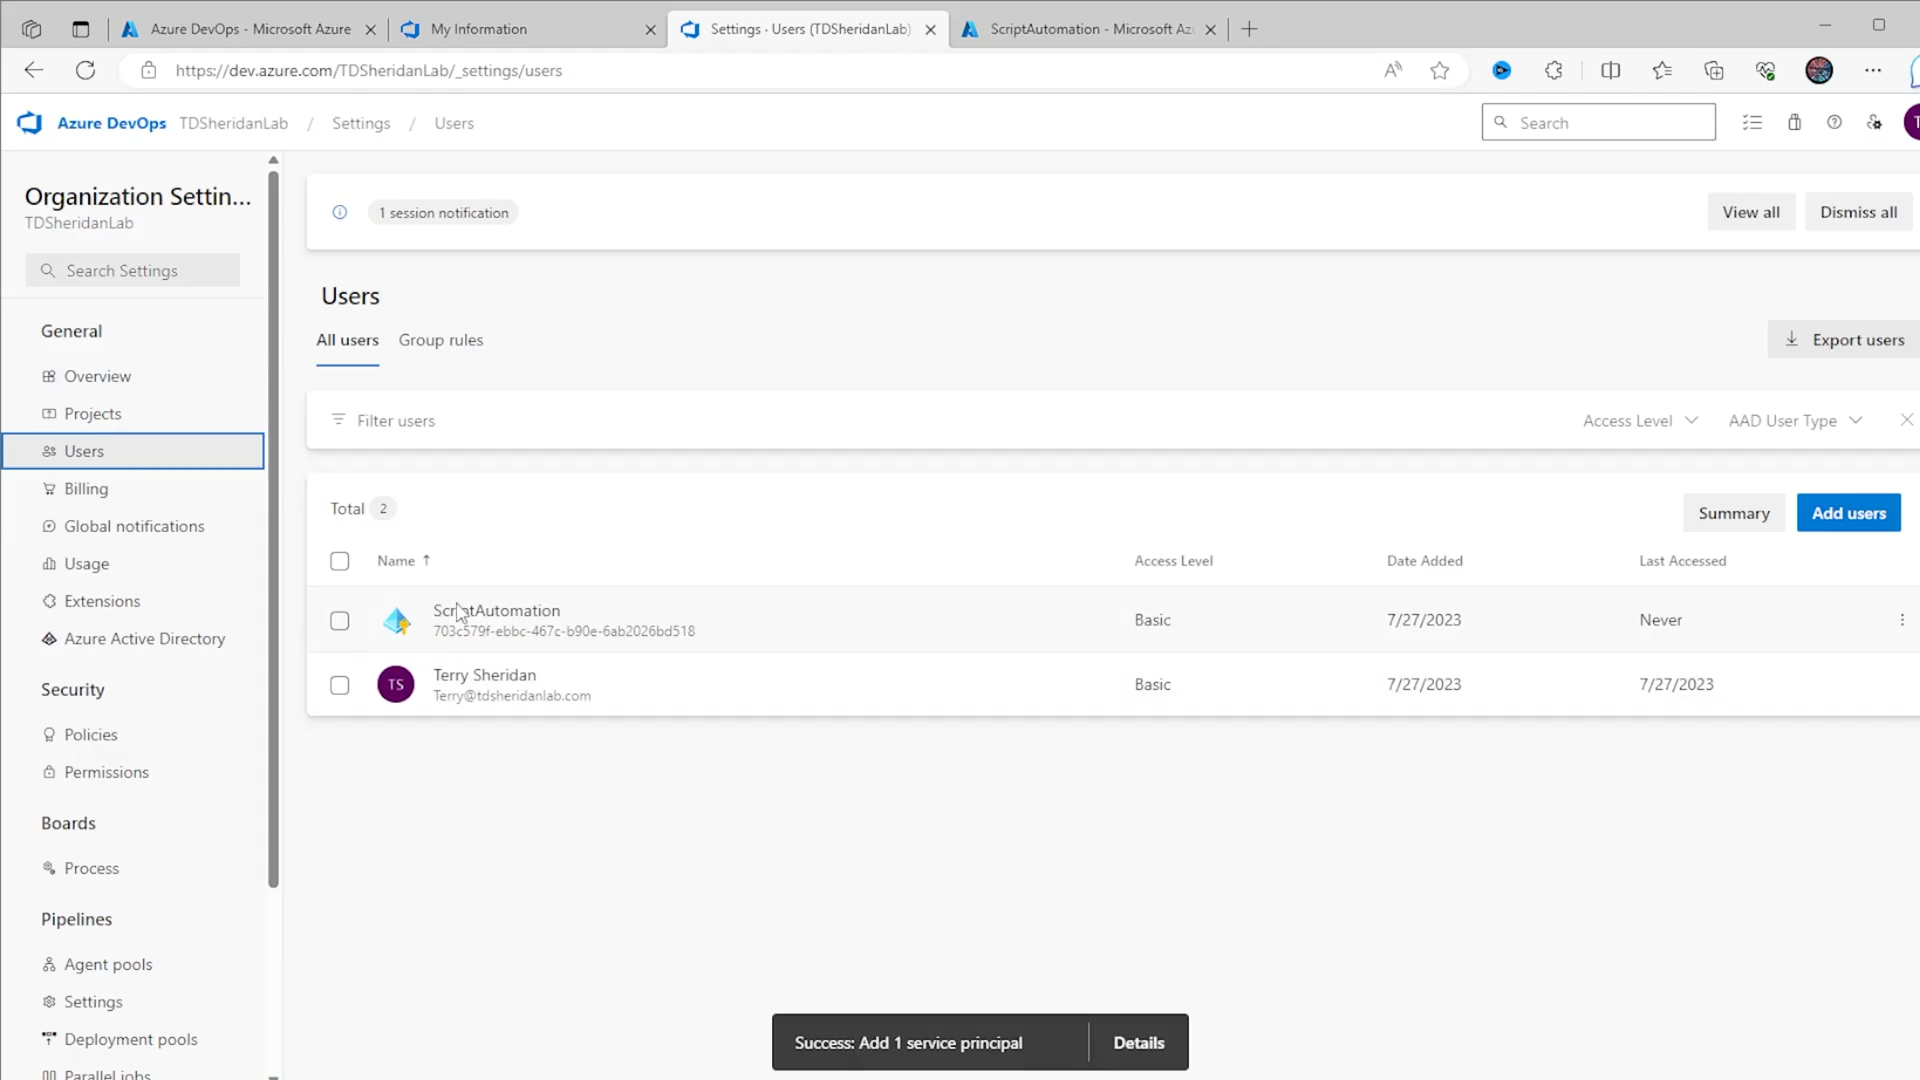 Azure DevOps - Microsoft Azure
My Information
Settings · Users (TDSheridanLab)
ScriptAutomation - Microsoft Az
https://dev.azure.com/TDSheridanLab/_settings/users
Azure DevOps TDSheridanLab / Settings / Users
Search
T
Organization Settin...
TDSheridanLab
Search Settings
General
Overview
Projects
Users
Billing
Global notifications
Usage
Extensions
Azure Active Directory
Security
Policies
Permissions
Boards
Process
Pipelines
Agent pools
Settings
Deployment pools
Parallel jobs
1 session notification
View all
Dismiss all
Users
All users
Group rules
Export users
Filter users
Access Level
AAD User Type
Total 2
Summary
Add users
Name ↑ Access Level Date Added Last Accessed
ScriptAutomation
703c579f-ebbc-467c-b90e-6ab2026bd518
Basic 7/27/2023 Never
TS
Terry Sheridan
Terry@tdsheridanlab.com
Basic 7/27/2023 7/27/2023
Success: Add 1 service principal
Details